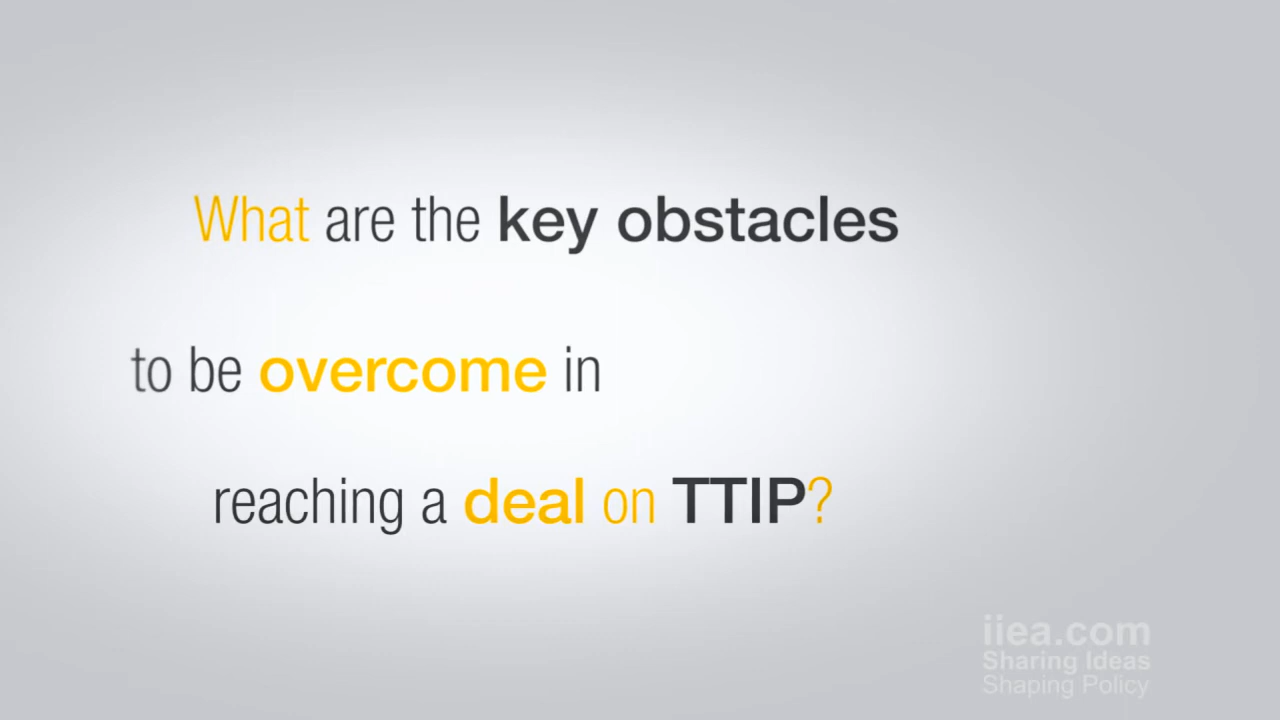 What are the key obstacles
to be overcome in
reaching a deal on TTIP?
iiea.com
Sharing Ideas
Shaping Policy